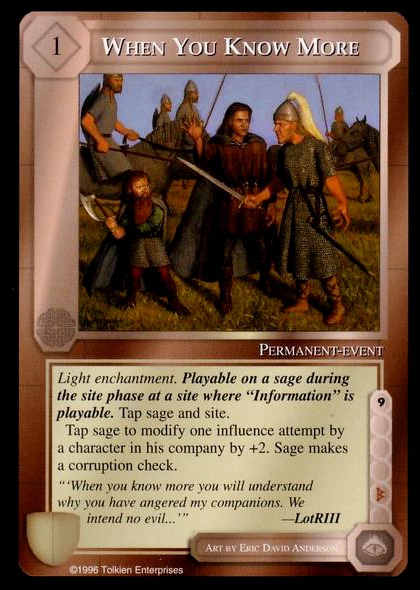 1
When You Know More
Permanent-event
Light enchantment. Playable on a sage during
the site phase at a site where “Information” is
playable. Tap sage and site.
Tap sage to modify one influence attempt by
a character in his company by +2. Sage makes
a corruption check.
“‘When you know more you will understand
why you have angered my companions. We
intend no evil...’” —LotRIII
9
Art by Eric David Anderson
©1996 Tolkien Enterprises